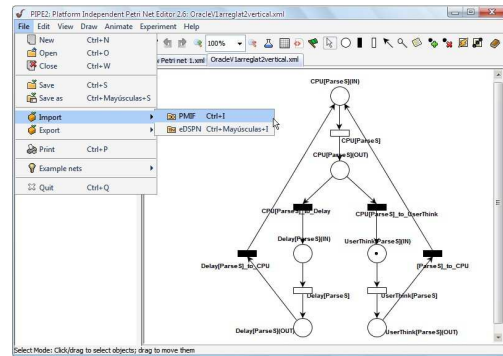 PIPE2: Platform Independent Petri Net Editor 2.6: OracleV1arreglat2vertical.xml
File Edit View Draw Animate Experiment Help
New Ctrl+N
Open Ctrl+O
Close Ctrl+W
Save Ctrl+S
Save as Ctrl+Mayúsculas+S
Import
Export
Print Ctrl+P
Example nets
Quit Ctrl+Q
PMIF Ctrl+I
eDSPN Ctrl+Mayúsculas+I
100%
Petri net 1.xml OracleV1arreglat2vertical.xml
CPU[ParseS](IN)
CPU[ParseS]
CPU[ParseS](OUT)
CPU[ParseS]_to_Delay
CPU[ParseS]_to_UserThink
Delay[ParseS](IN)
UserThink[ParseS](IN)
Delay[ParseS]_to_CPU
[ParseS]_to_CPU
Delay[ParseS]
UserThink[ParseS]
Delay[ParseS](OUT)
UserThink[ParseS](OUT)
Select Mode: Click/drag to select objects; drag to move them